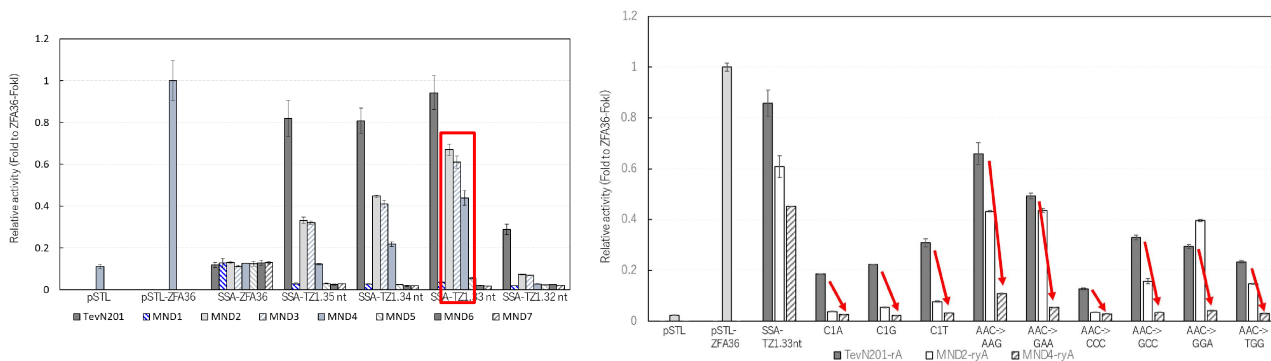 1.2
1
0.8
0.6
0.4
0.2
0
Relative activity (Fold to ZFA36-FokI)
pSTL
pSTL-ZFA36
SSA-ZFA36
SSA-TZ1.35 nt
SSA-TZ1.34 nt
SSA-TZ1.33 nt
SSA-TZ1.32 nt
TevN201 MND1 MND2 MND3 MND4 MND5 MND6 MND7
1.2
1
0.8
0.6
0.4
0.2
0
Relative activity (Fold to ZFA36-FokI)
pSTL
pSTL-
ZFA36
SSA-
TZ1.33nt
C1A
C1G
C1T
AAC->
AAG
AAC->
GAA
AAC->
CCC
AAC->
GCC
AAC->
GGA
AAC->
TGG
TevN201-rA MND2-ryA MND4-ryA